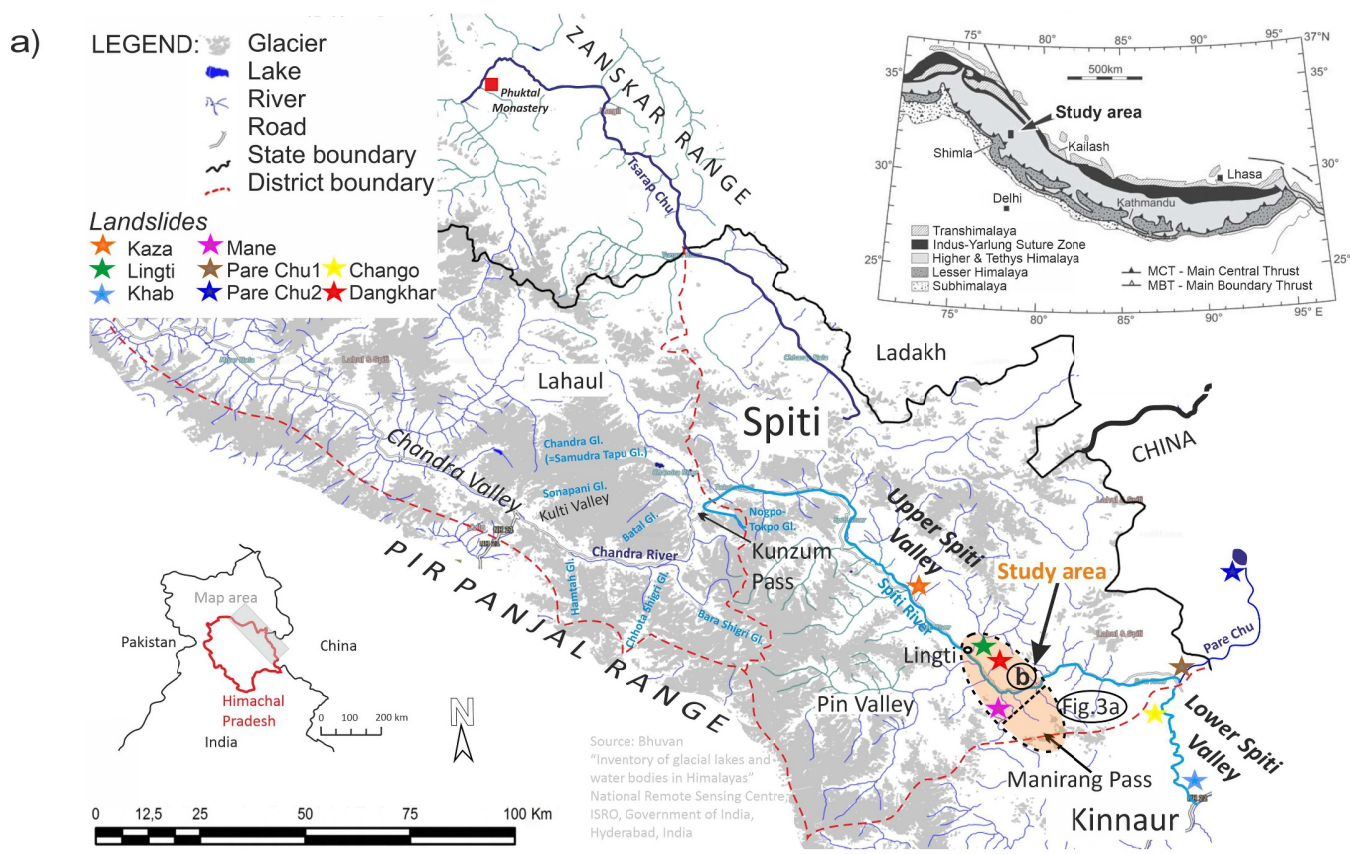 a)
LEGEND:
Glacier
Lake
River
Road
State boundary
District boundary
Landslides
Kaza
Mane
Lingti
Pare Chu1
Chango
Khab
Pare Chu2
Dangkhar
ZANSKAR RANGE
Phuktal
Monastery
Tsarap Chu
75°
80°
85°
90°
95°
37°N
35°
500km
Study area
Shimla
Kailash
30°
30°
Lhasa
Delhi
Kathmandu
Transhimalaya
Indus-Yarlung Suture Zone
Higher & Tethys Himalaya
Lesser Himalaya
Subhimalaya
25°
25°
MCT - Main Central Thrust
MBT - Main Boundary Thrust
75°
80°
85°
90°
95°E
Ladakh
Lahaul
Lahul & Spiti
Spiti
CHINA
Chandra Valley
Chandra Gl.
(=Samudra Tapu Gl.)
Sonapani Gl.
Kulti Valley
Batal Gl.
Nogpo-
Tokpo Gl.
Kunzum
Pass
Chandra River
Hamtah Gl.
Chhota Shigri Gl.
Bara Shigri Gl.
PIR PANJAL RANGE
Upper Spiti
Valley
Lahul & Spiti
Study area
Spiti River
Lahul & Spiti
Pare Chu
Lingti
b
Pin Valley
Fig.3a
Lower Spiti
Valley
Manirang Pass
Kinnaur
Map area
Pakistan
China
Himachal
Pradesh
India
0 100 200 km
N
Source: Bhuvan
"Inventory of glacial lakes and
water bodies in Himalayas"
National Remote Sensing Centre,
ISRO, Government of India,
Hyderabad, India
0 12,5 25 50 75 100 Km